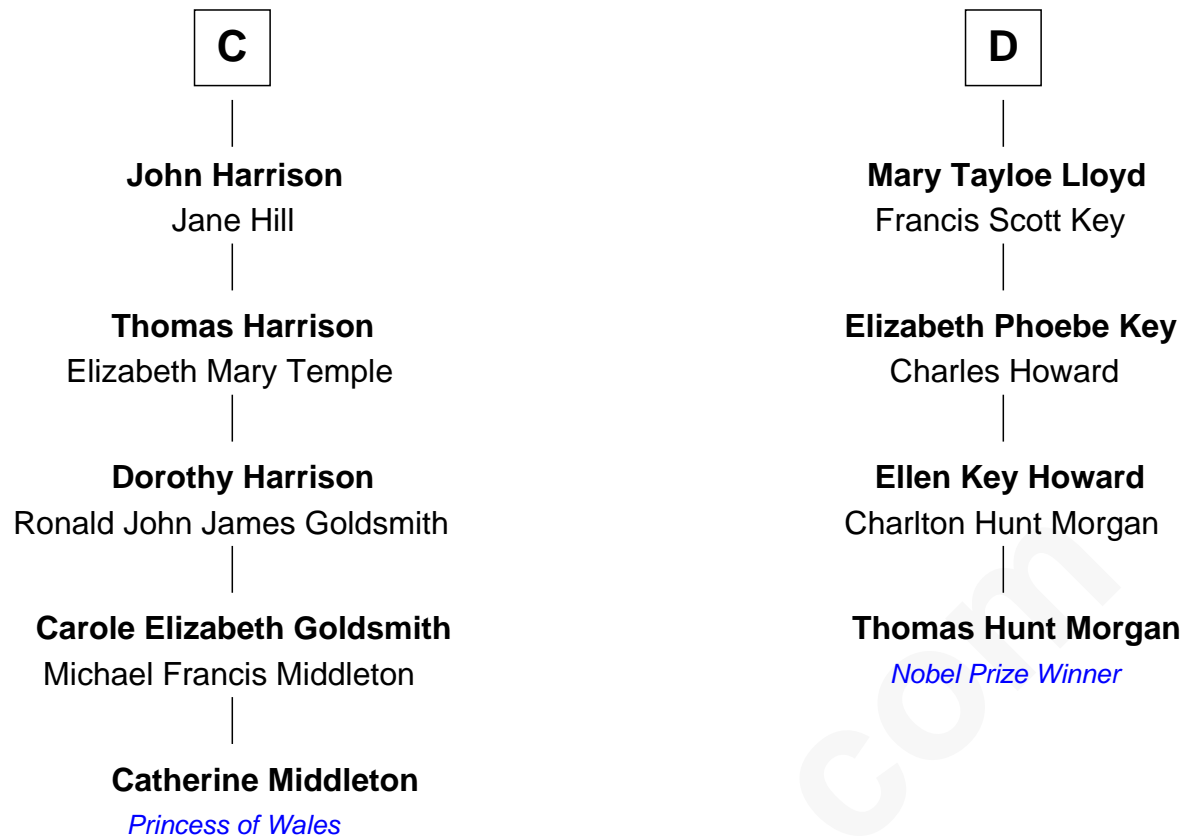 C
John Harrison
Jane Hill
Thomas Harrison
Elizabeth Mary Temple
Dorothy Harrison
Ronald John James Goldsmith
Carole Elizabeth Goldsmith
Michael Francis Middleton
Catherine Middleton
Princess of Wales
D
Mary Tayloe Lloyd
Francis Scott Key
Elizabeth Phoebe Key
Charles Howard
Ellen Key Howard
Charlton Hunt Morgan
Thomas Hunt Morgan
Nobel Prize Winner
com